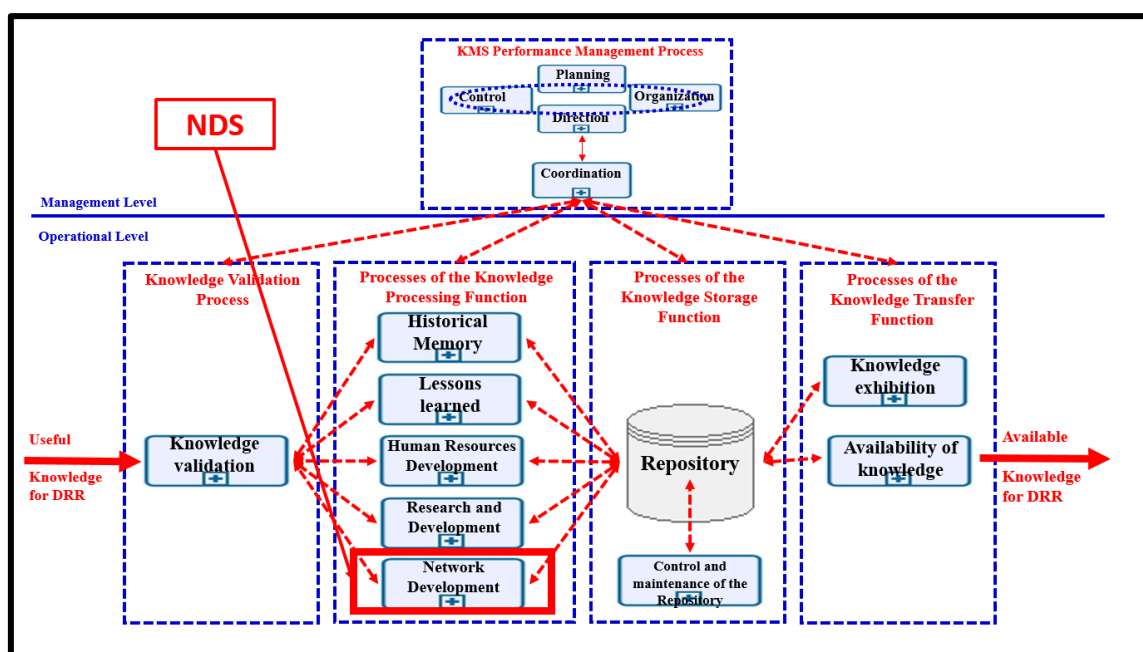 KMS Performance Management Process
Planning
Control
Organization
Direction
NDS
Coordination
Management Level
Operational Level
Knowledge Validation
Process
Processes of the Knowledge
Processing Function
Processes of the
Knowledge Storage
Function
Processes of the
Knowledge Transfer
Function
Historical
Memory
Lessons
learned
Human Resources
Development
Research and
Development
Network
Development
Useful
Knowledge
for DRR
Knowledge
validation
Repository
Control and
maintenance of the
Repository
Knowledge
exhibition
Availability of
knowledge
Available
Knowledge
for DRR